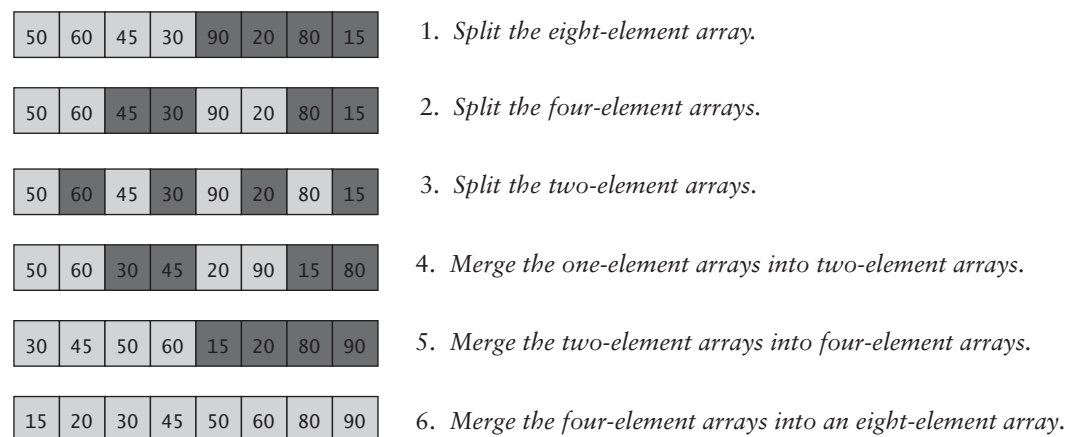 50 60 45 30 90 20 80 15 1. Split the eight-element array.
50 60 45 30 90 20 80 15 2. Split the four-element arrays.
50 60 45 30 90 20 80 15 3. Split the two-element arrays.
50 60 30 45 20 90 15 80 4. Merge the one-element arrays into two-element arrays.
30 45 50 60 15 20 80 90 5. Merge the two-element arrays into four-element arrays.
15 20 30 45 50 60 80 90 6. Merge the four-element arrays into an eight-element array.